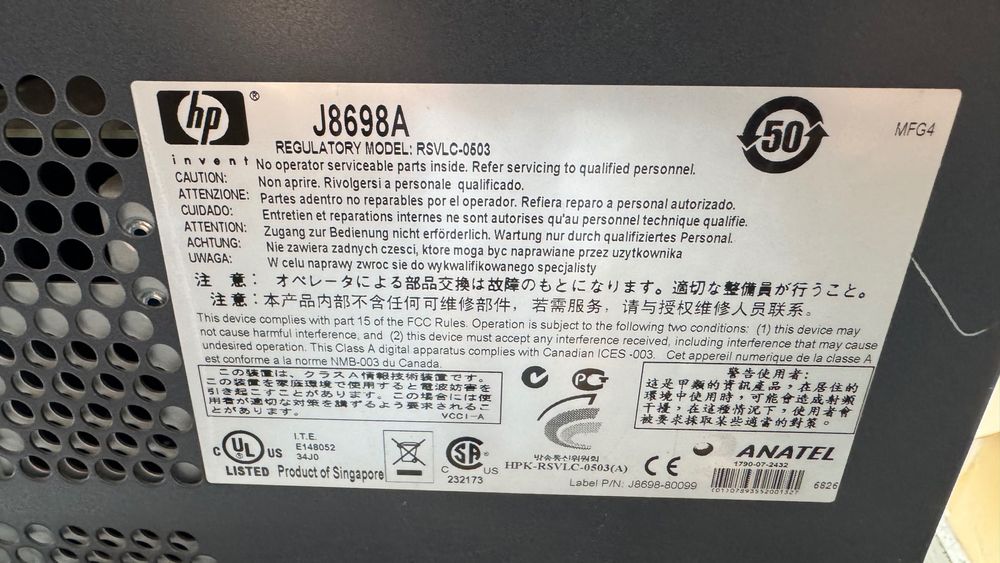 hp®
invent
J8698A
REGULATORY MODEL: RSVLC-0503
50
MFG4
CAUTION: No operator serviceable parts inside. Refer servicing to qualified personnel.
ATTENZIONE: Non aprire. Rivolgersi a personale qualificado.
CUIDADO: Partes adentro no reparables por el operador. Refiera reparo a personal autorizado.
ATTENTION: Entretien et reparations internes ne sont autorises qu'au personnel technique qualifie.
ACHTUNG: Zugang zur Bedienung nicht erförderlich. Wartung nur durch qualifiziertes Personal.
UWAGA: Nie zawiera zadnych czesci, ktore moga byc naprawiane przez uzytkownika
W celu naprawy zwroc sie do wykwalifikowanego specjalisty
注 意: オペレータによる部品交換は故障のもとになります。適切な整備員が行うこと。
注意:本产品内部不含任何可维修部件, 若需服务, 请与授权维修人员联系。
This device complies with part 15 of the FCC Rules. Operation is subject to the following two conditions: (1) this device may
not cause harmful interference, and (2) this device must accept any interference received, including interference that may cause
undesired operation. This Class A digital apparatus complies with Canadian ICES -003. Cet appereil numerique de la classe A
est conforme a la norme NMB-003 du Canada.
この装置は、クラスA情報技術装置です。
この装置を家庭環境で使用すると電波妨害を
引き起こすことがあります。この場合には使
用者が適切な対策を講ずるよう要求されるこ
とがあります。 VCCI-A
警告使用者:
這是甲類的資訊產品,在居住的
環境中使用時,可能會造成射頻
干擾,在這種情況下,使用者會
被要求採取某些適當的對策。
C UL US
LISTED
I.T.E.
E148052
34J0
Product of Singapore
C SA US
232173
PG
방송통신위원회
HPK-RSVLC-0503(A)
CE
ANATEL
1790-07-2432
(01)07893552001327
Label P/N: J8698-80099
6826